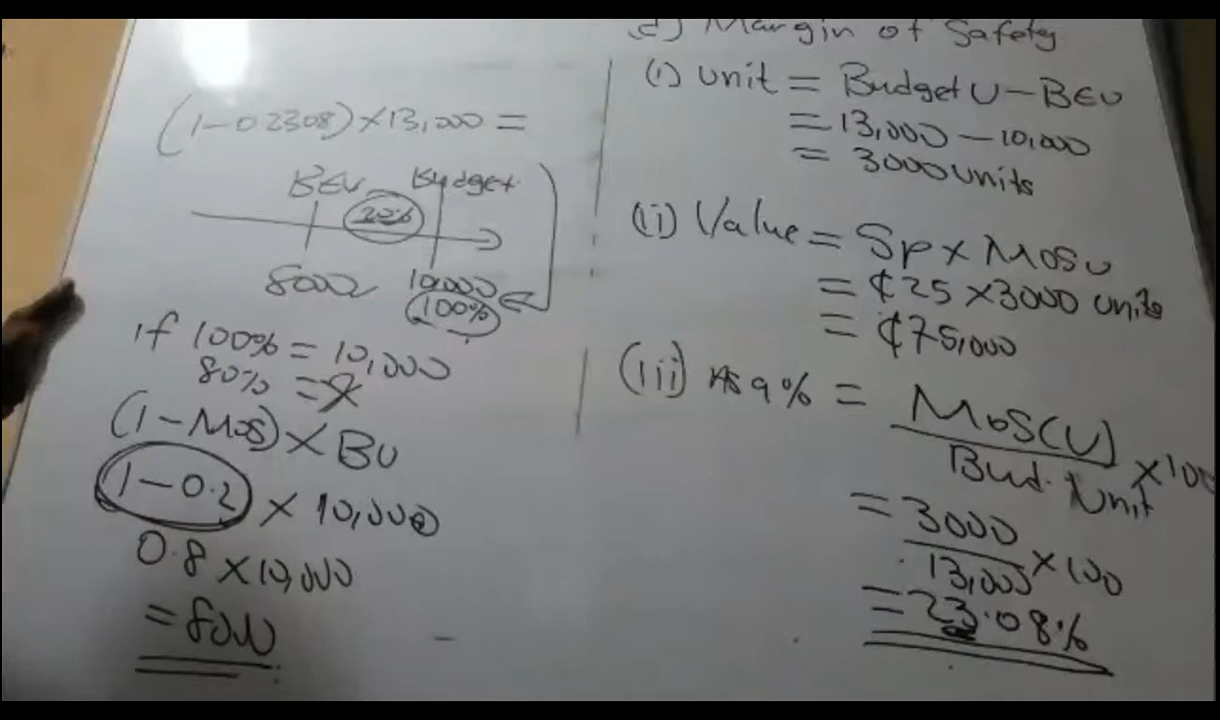 (1-0.2308)×13,000 =
BEU Budget
20%
8000 10,000
100%
if 100% = 10,000
80% = x
(1-MoS) × BU
1-0.2 × 10,000
0.8 × 10,000
= 8000
d) Margin of Safety
(i) Unit = Budget U - BEU
= 13,000 - 10,000
= 3000 units
(ii) Value = SP × MoSU
= ¢25 × 3000 units
= ¢75,000
(iii) As a % = MoS(U)
Bud. Unit × 100
= 3000
13,000 × 100
= 23.08%